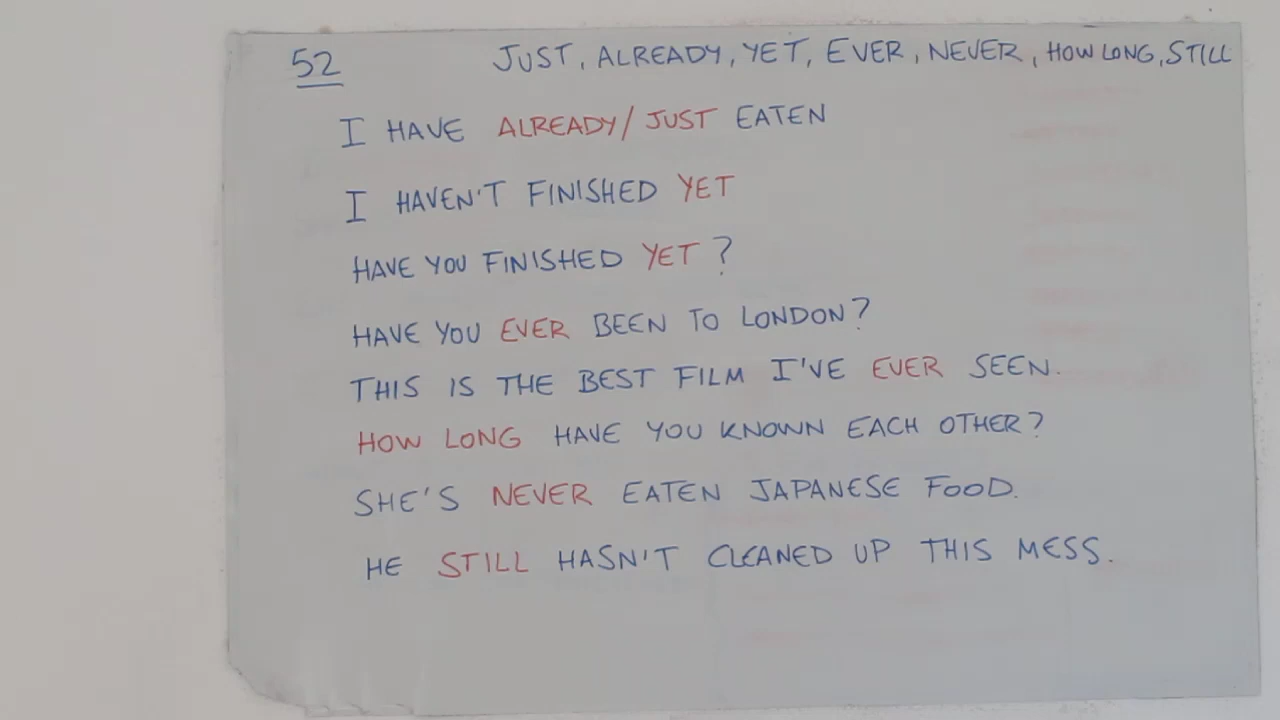 52 JUST, ALREADY, YET, EVER, NEVER, HOW LONG, STILL
I HAVE ALREADY/JUST EATEN
I HAVEN'T FINISHED YET
HAVE YOU FINISHED YET?
HAVE YOU EVER BEEN TO LONDON?
THIS IS THE BEST FILM I'VE EVER SEEN.
HOW LONG HAVE YOU KNOWN EACH OTHER?
SHE'S NEVER EATEN JAPANESE FOOD.
HE STILL HASN'T CLEANED UP THIS MESS.